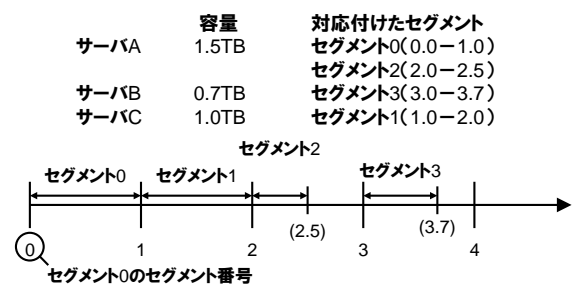 容量 対応付けたセグメント
サーバA 1.5TB セグメント0(0.0－1.0)
セグメント2(2.0－2.5)
サーバB 0.7TB セグメント3(3.0－3.7)
サーバC 1.0TB セグメント1(1.0－2.0)
セグメント2
セグメント0 セグメント1 セグメント3
(2.5) (3.7)
0 1 2 3 4
セグメント0のセグメント番号